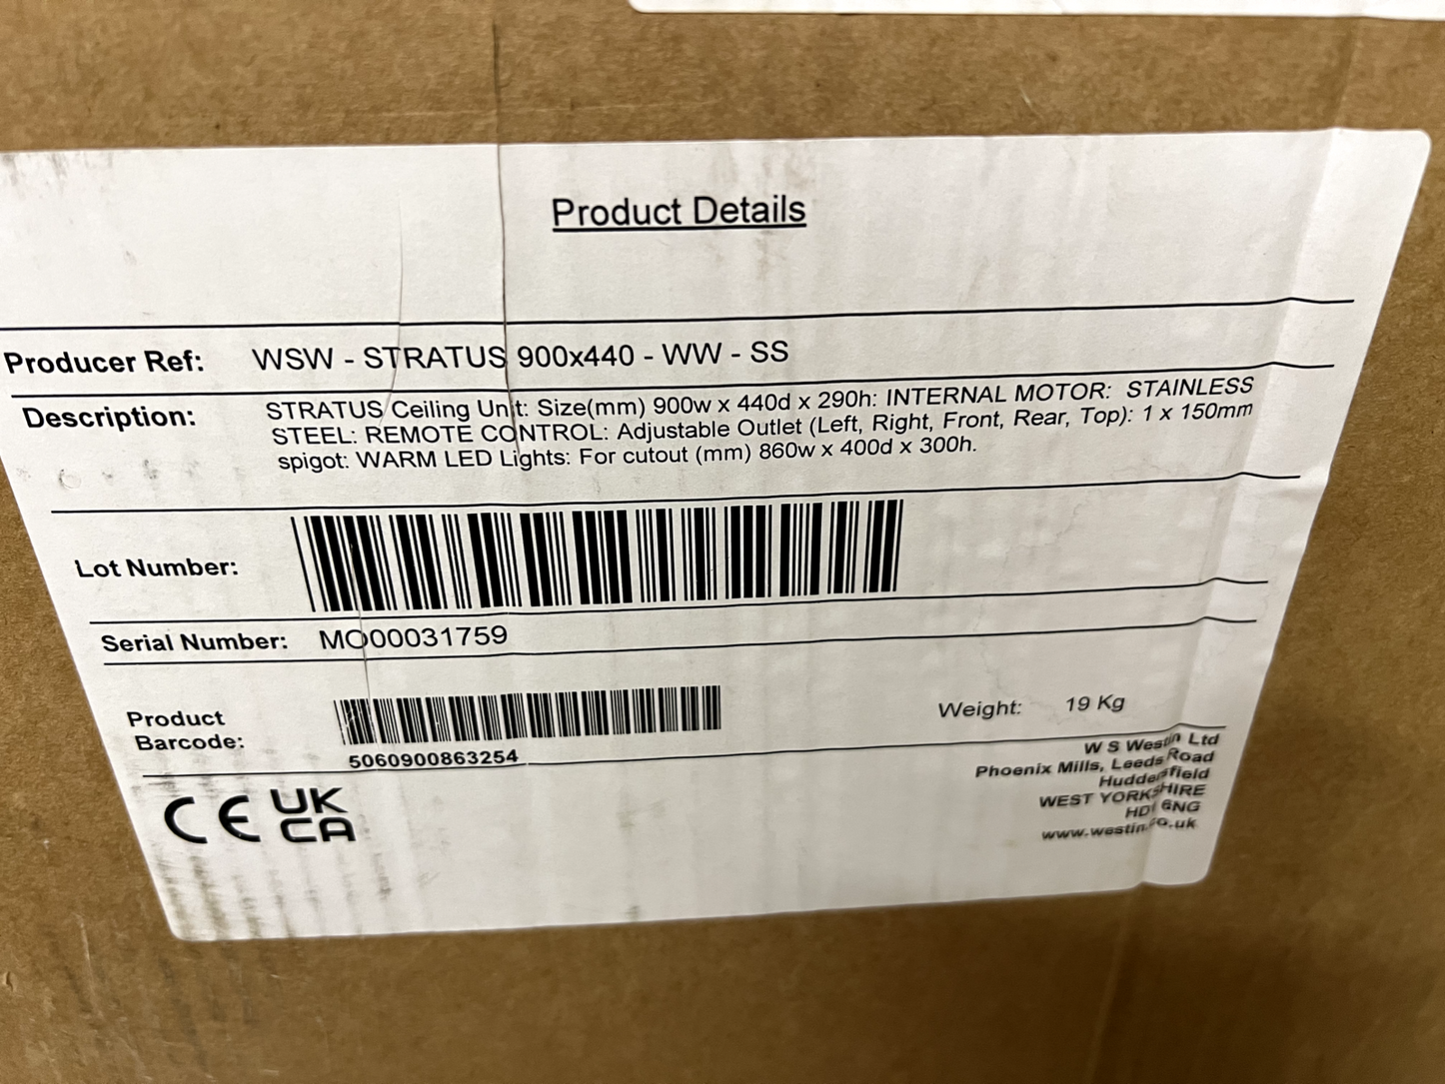 Product Details
Producer Ref: WSW - STRATUS 900x440 - WW - SS
Description: STRATUS Ceiling Unit: Size(mm) 900w x 440d x 290h: INTERNAL MOTOR: STAINLESS
STEEL: REMOTE CONTROL: Adjustable Outlet (Left, Right, Front, Rear, Top): 1 x 150mm
spigot: WARM LED Lights: For cutout (mm) 860w x 400d x 300h.
Lot Number:
Serial Number: MO00031759
Product
Barcode:
5060900863254
Weight: 19 Kg
CE UK
CA
W S Westin Ltd
Phoenix Mills, Leeds Road
Huddersfield
WEST YORKSHIRE
HD1 6NG
www.westin.co.uk